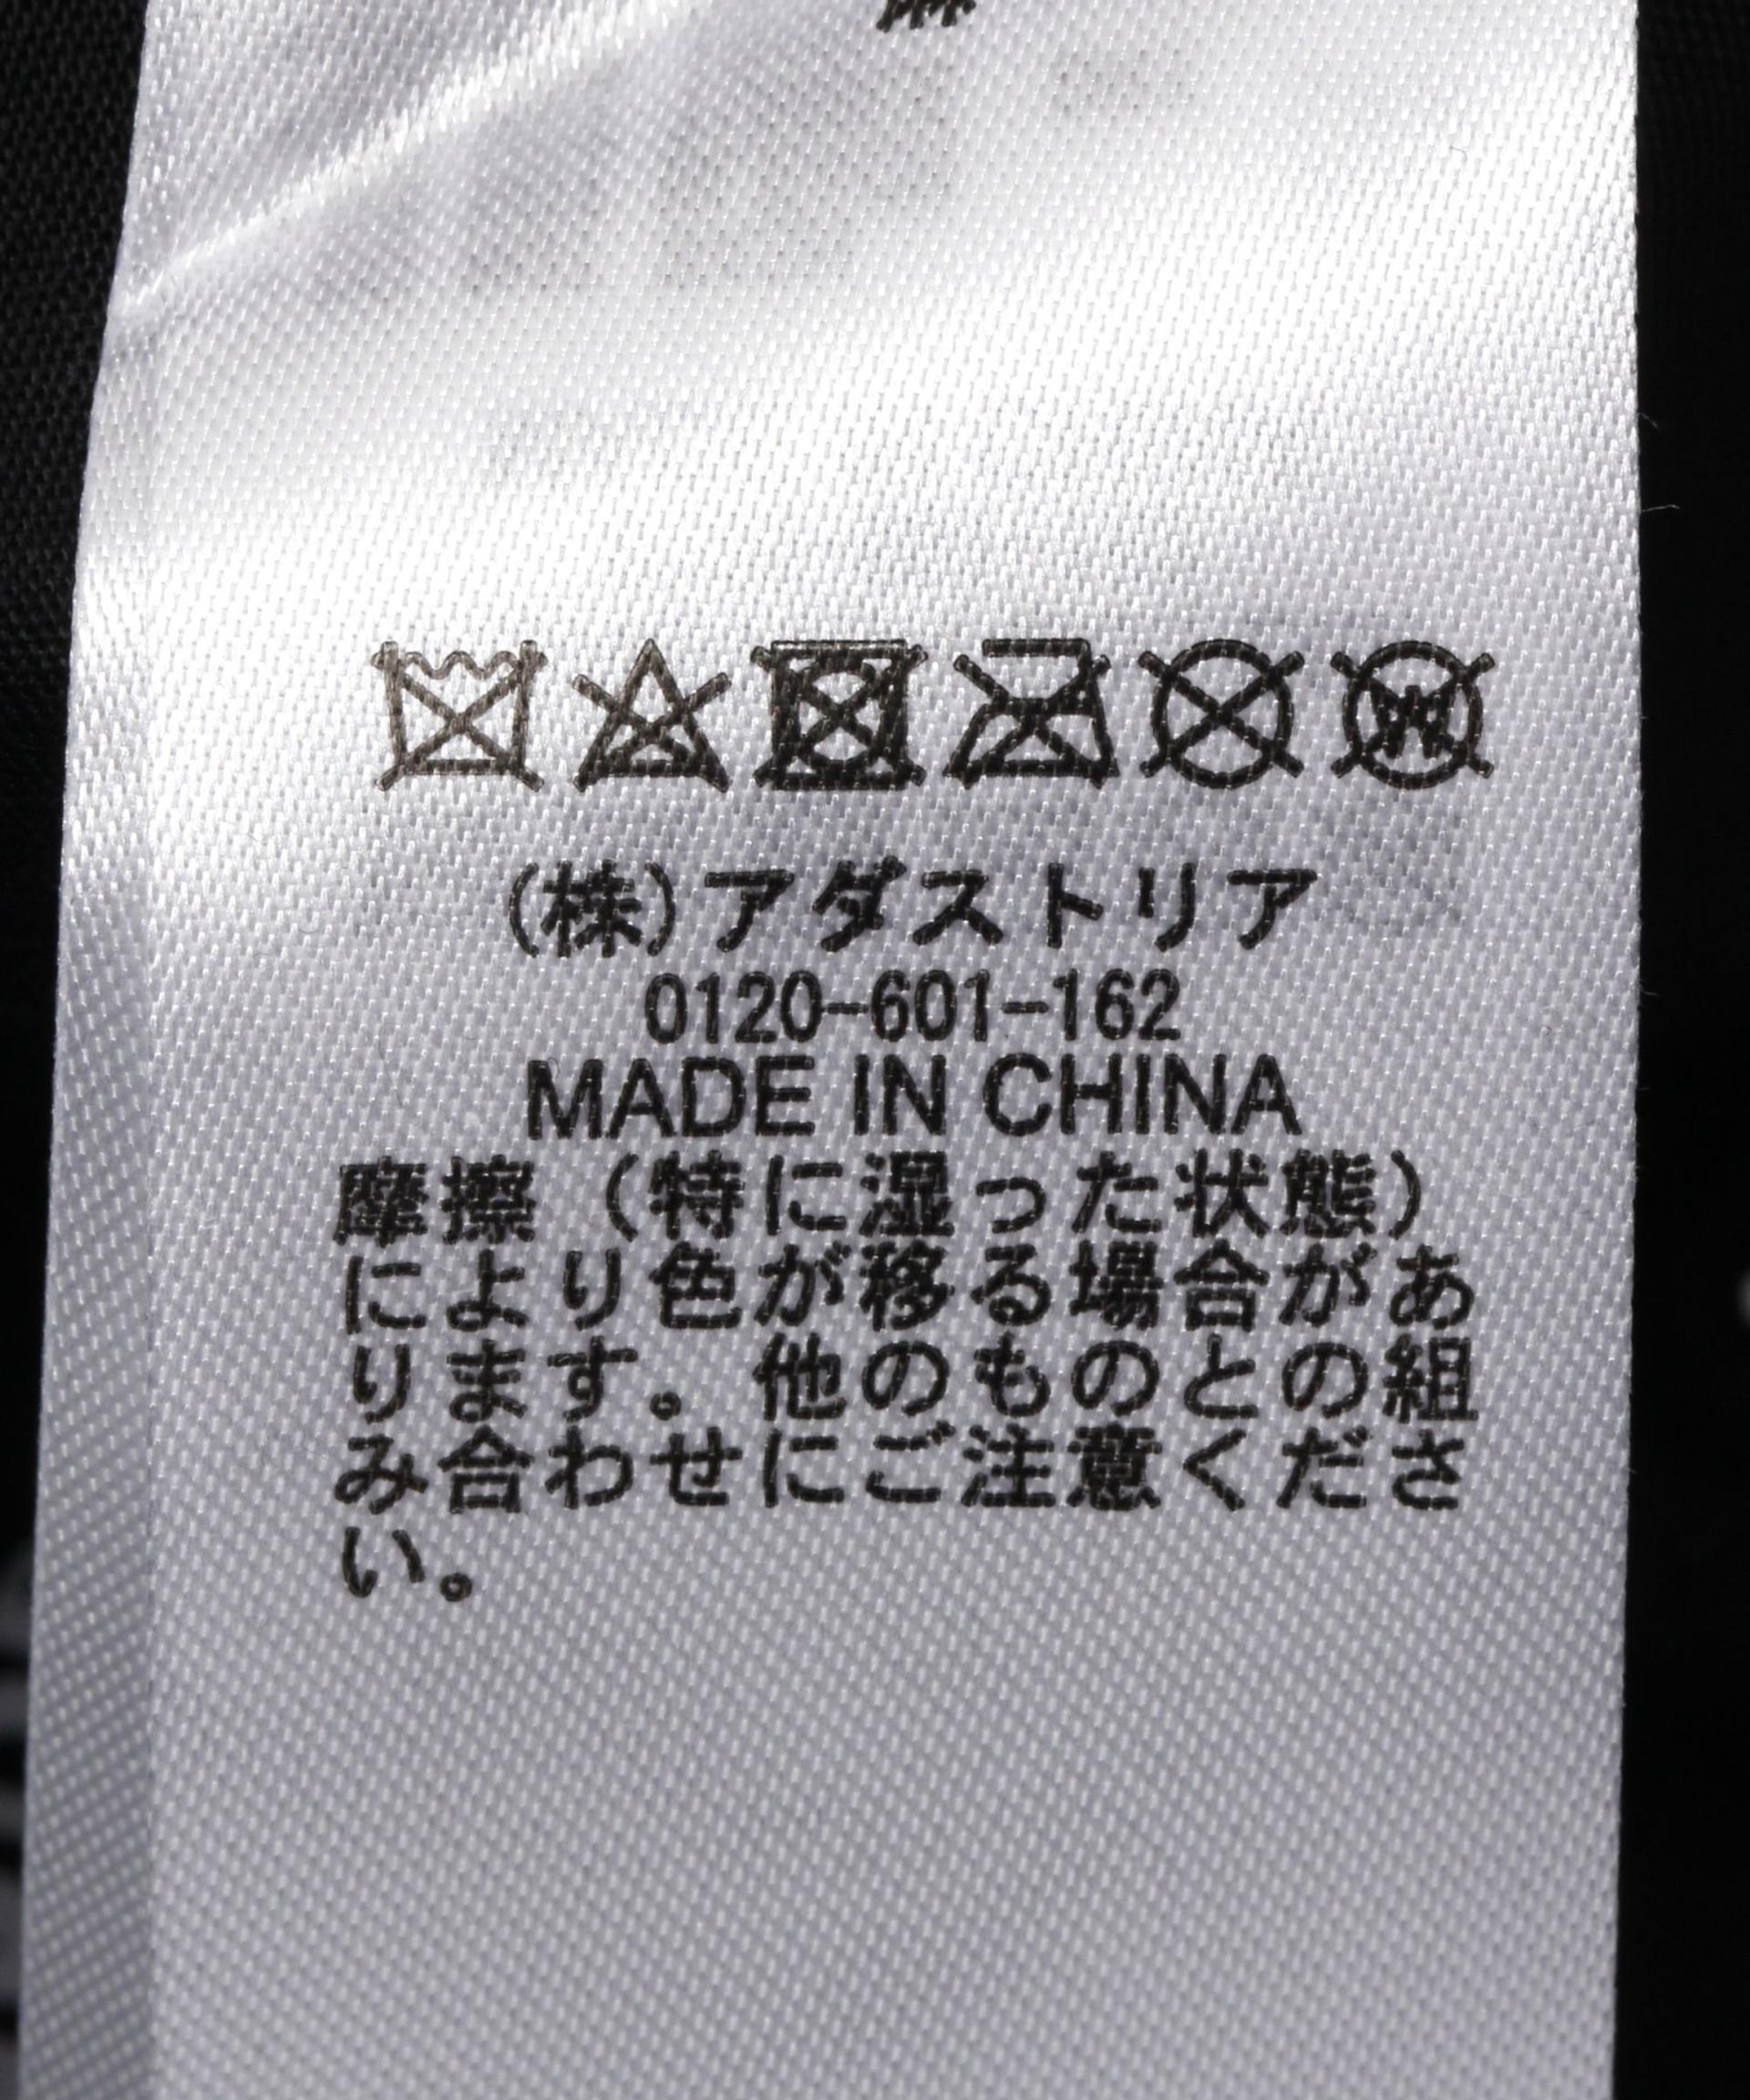 (株)アダストリア
0120-601-162
MADE IN CHINA
摩擦（特に湿った状態）
により色が移る場合があ
ります。他のものとの組
み合わせにご注意くださ
い。